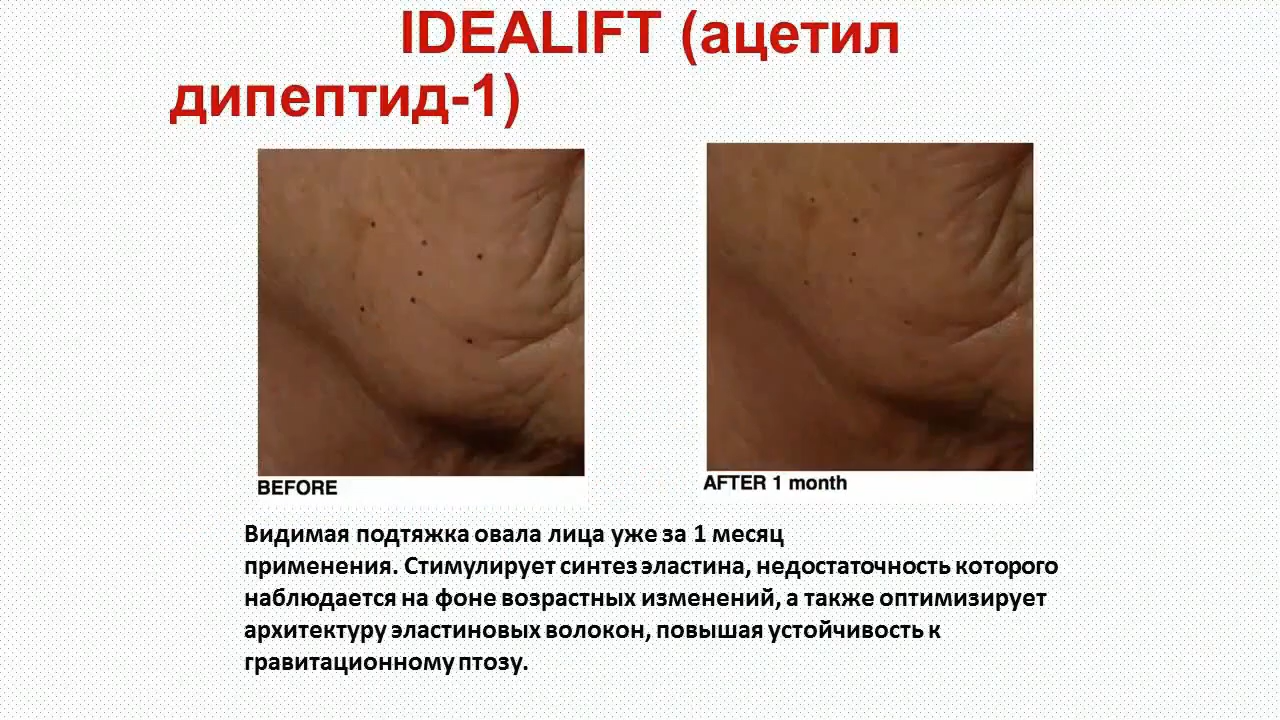 IDEALIFT (ацетил
дипептид-1)
BEFORE
AFTER 1 month
Видимая подтяжка овала лица уже за 1 месяц
применения. Стимулирует синтез эластина, недостаточность которого
наблюдается на фоне возрастных изменений, а также оптимизирует
архитектуру эластиновых волокон, повышая устойчивость к
гравитационному птозу.